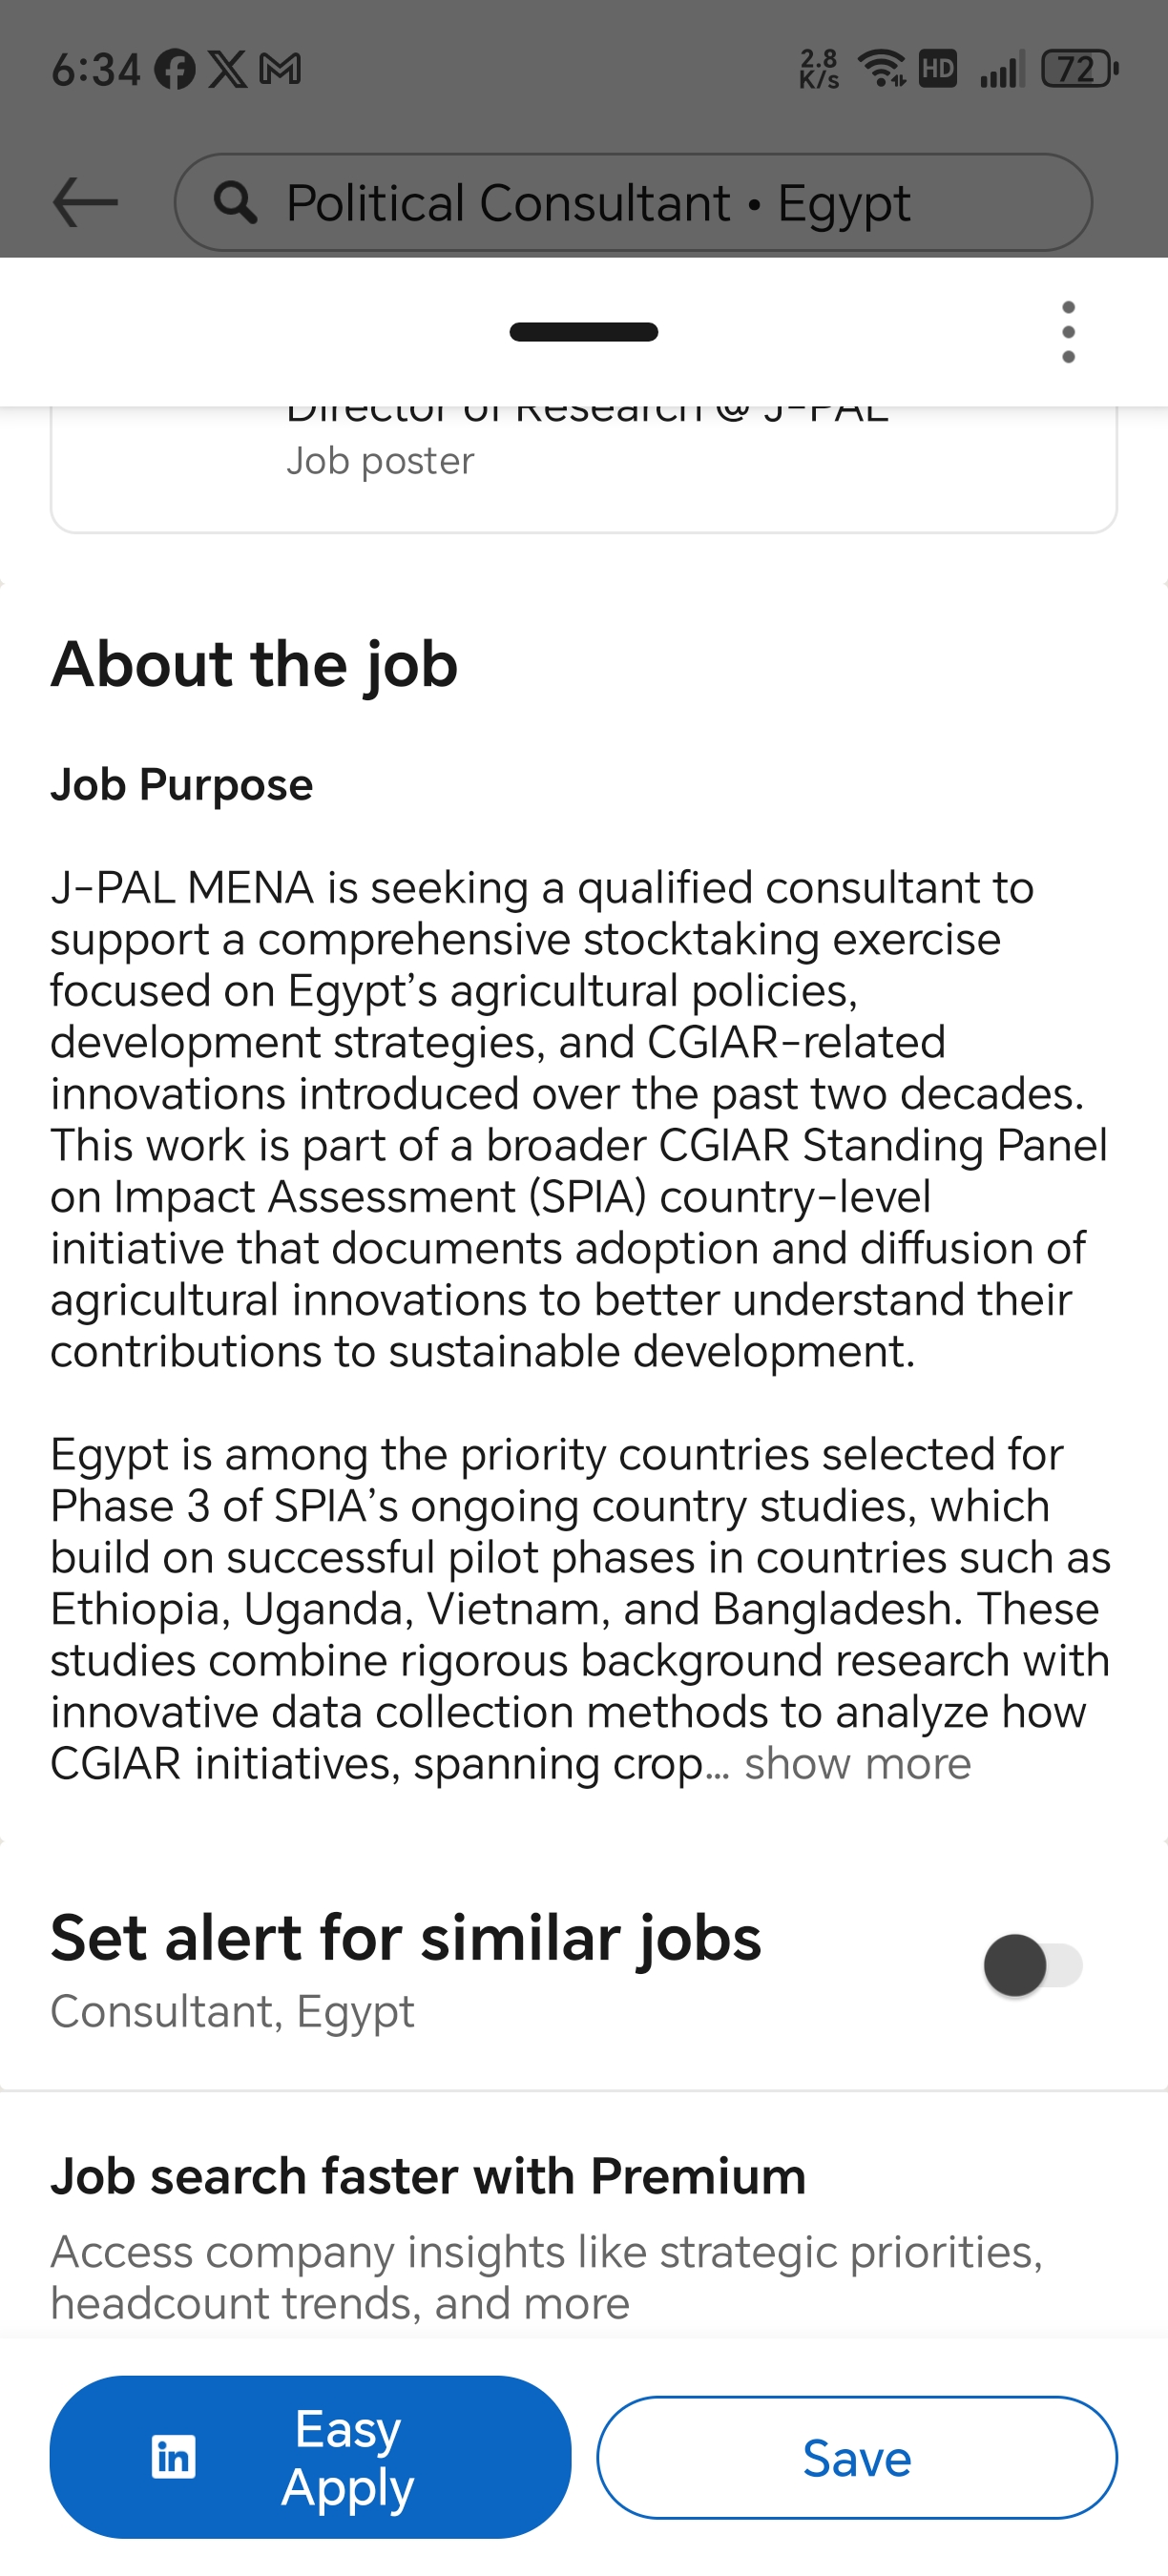 6:34
2.8
K/s
HD
72
Political Consultant • Egypt
Director of Research @ J-PAL
Job poster
About the job
Job Purpose
J-PAL MENA is seeking a qualified consultant to
support a comprehensive stocktaking exercise
focused on Egypt’s agricultural policies,
development strategies, and CGIAR-related
innovations introduced over the past two decades.
This work is part of a broader CGIAR Standing Panel
on Impact Assessment (SPIA) country-level
initiative that documents adoption and diffusion of
agricultural innovations to better understand their
contributions to sustainable development.
Egypt is among the priority countries selected for
Phase 3 of SPIA’s ongoing country studies, which
build on successful pilot phases in countries such as
Ethiopia, Uganda, Vietnam, and Bangladesh. These
studies combine rigorous background research with
innovative data collection methods to analyze how
CGIAR initiatives, spanning crop... show more
Set alert for similar jobs
Consultant, Egypt
Job search faster with Premium
Access company insights like strategic priorities,
headcount trends, and more
in
Easy
Apply
Save